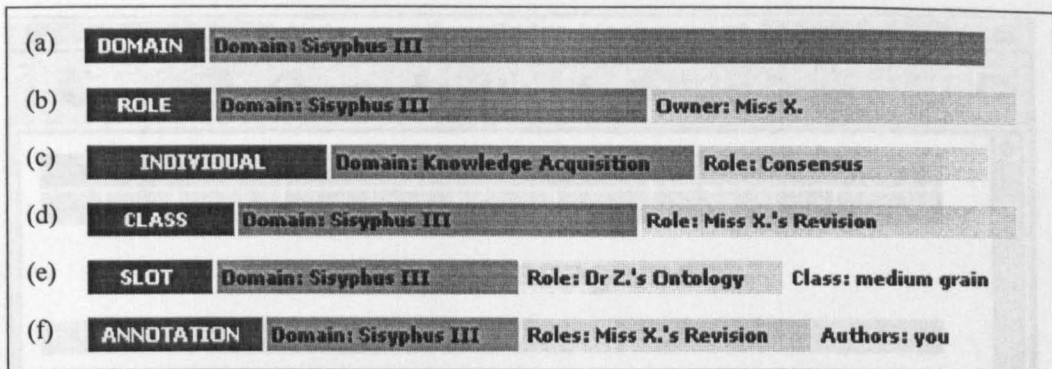 (a) DOMAIN Domain: Sisyphus III
(b) ROLE Domain: Sisyphus III Owner: Miss X.
(c) INDIVIDUAL Domain: Knowledge Acquisition Role: Consensus
(d) CLASS Domain: Sisyphus III Role: Miss X.'s Revision
(e) SLOT Domain: Sisyphus III Role: Dr Z.'s Ontology Class: medium grain
(f) ANNOTATION Domain: Sisyphus III Roles: Miss X.'s Revision Authors: you